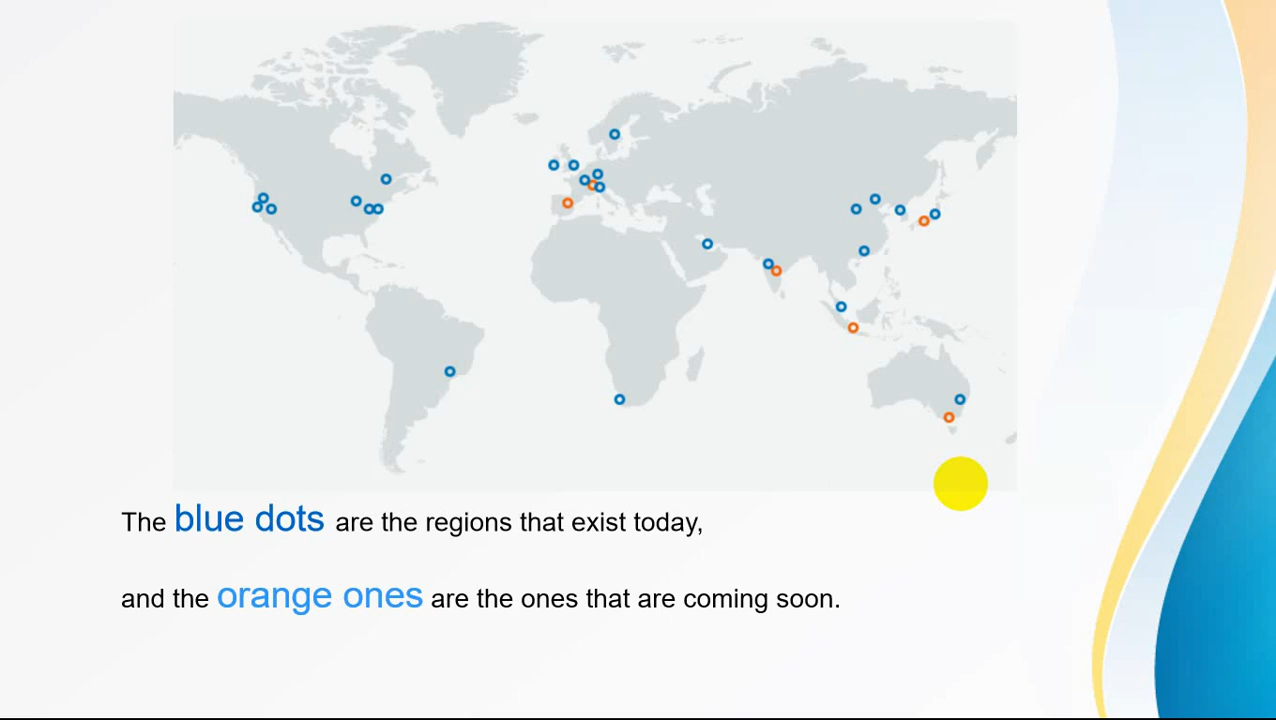 The blue dots are the regions that exist today,
and the orange ones are the ones that are coming soon.